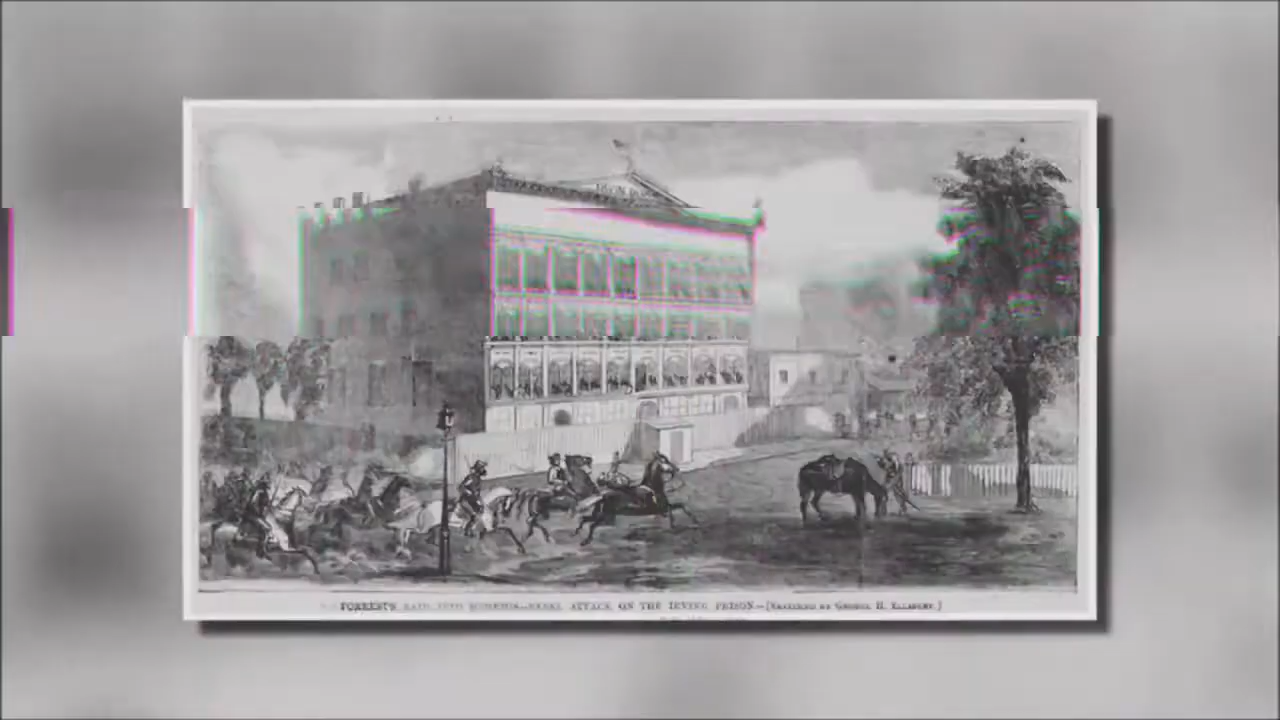 FORREST'S RAID INTO MEMPHIS—REBEL ATTACK ON THE IRVING PRISON.—[SKETCHED BY GEORGE H. ELLSBURY.]